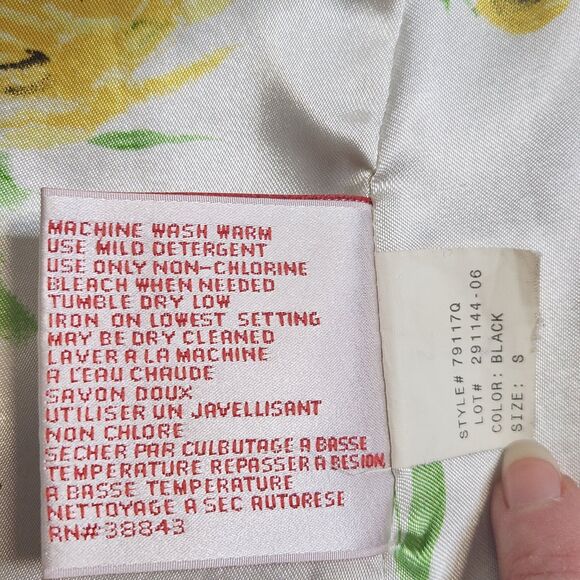 MACHINE WASH WARM
USE MILD DETERGENT
USE ONLY NON-CHLORINE
BLEACH WHEN NEEDED
TUMBLE DRY LOW
IRON ON LOWEST SETTING
MAY BE DRY CLEANED
LAVER A LA MACHINE
A L'EAU CHAUDE
SAVON DOUX
UTILISER UN JAVELLISANT
NON CHLORE
SECHER PAR CULBUTAGE A BASSE
TEMPERATURE REPASSER A BESION,
A BASSE TEMPERATURE
NETTOYAGE A SEC AUTORESE
RN#38843
STYLE# 79117Q
LOT# 291144-06
COLOR: BLACK
SIZE: S